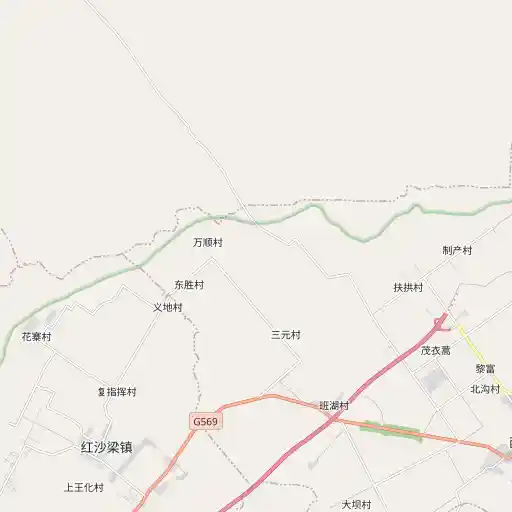 万顺村
制产村
东胜村
扶拱村
义地村
花寨村
三元村
茂衣蒿
黎富
复指挥村
北沟村
班湖村
G569
红沙梁镇
上王化村
大坝村